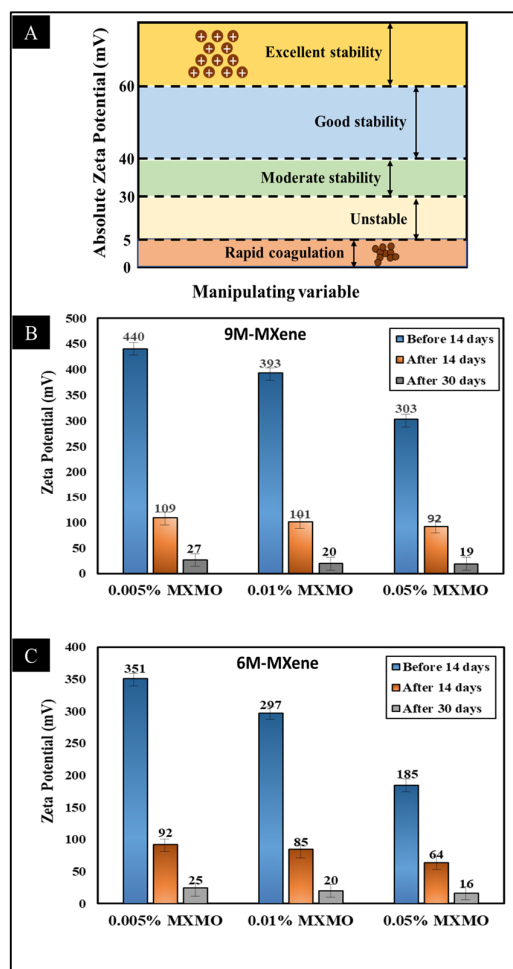 A
Absolute Zeta Potential (mV)
60
40
30
5
0
Excellent stability
Good stability
Moderate stability
Unstable
Rapid coagulation
Manipulating variable
B
9M-MXene
Zeta Potential (mV)
500
450
400
350
300
250
200
150
100
50
0
Before 14 days
After 14 days
After 30 days
440
109
27
393
101
20
303
92
19
0.005% MXMO
0.01% MXMO
0.05% MXMO
C
6M-MXene
Zeta Potential (mV)
400
350
300
250
200
150
100
50
0
Before 14 days
After 14 days
After 30 days
351
92
25
297
85
20
185
64
16
0.005% MXMO
0.01% MXMO
0.05% MXMO